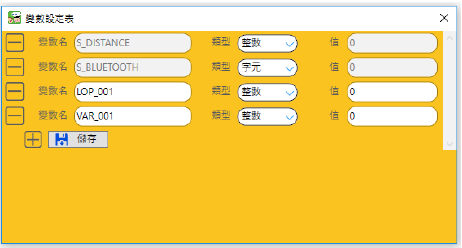 變數設定表
變數名 S_DISTANCE 類型 整數 值 0
變數名 S_BLUETOOTH 類型 字元 值 0
變數名 LOP_001 類型 整數 值 0
變數名 VAR_001 類型 整數 值 0
儲存